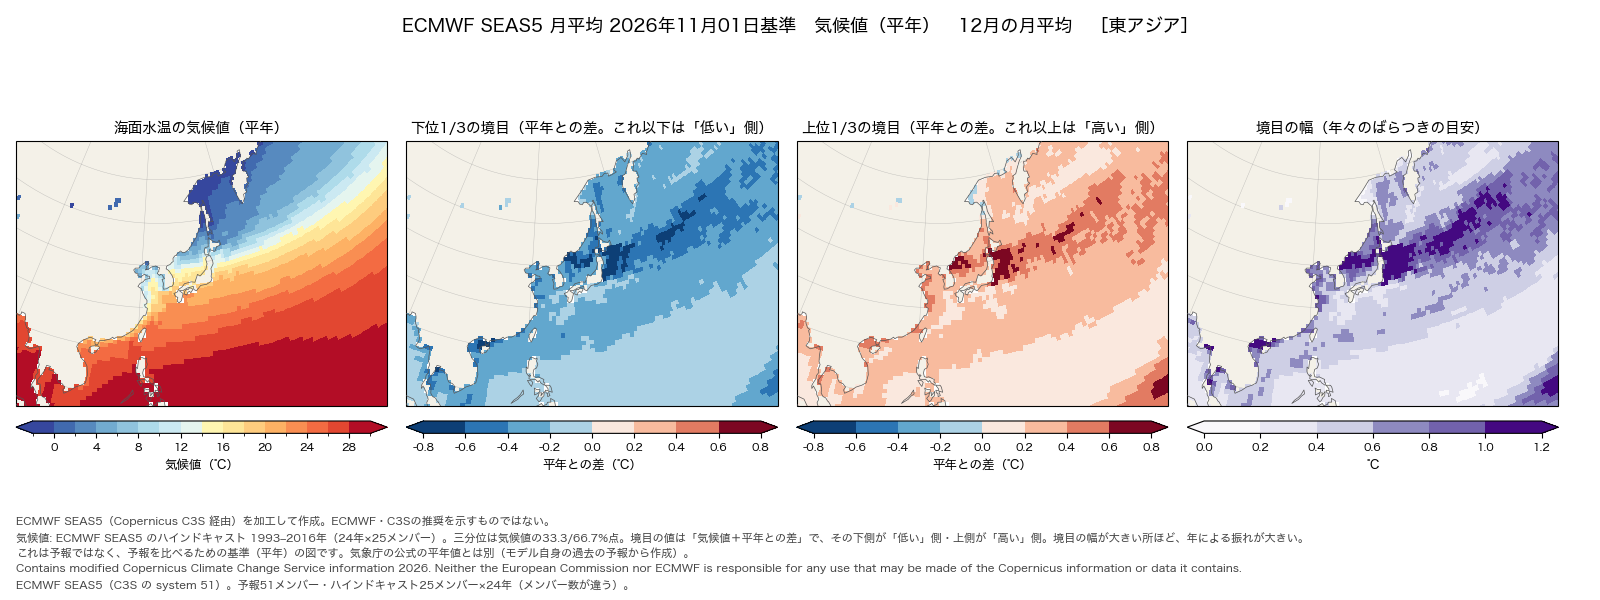 ECMWF SEAS5 月平均 2026年11月01日基準　気候値（平年）　12月の月平均　［東アジア］
海面水温の気候値（平年）
下位1/3の境目（平年との差。これ以下は「低い」側）
上位1/3の境目（平年との差。これ以上は「高い」側）
境目の幅（年々のばらつきの目安）
0 4 8 12 16 20 24 28
気候値（℃）
-0.8 -0.6 -0.4 -0.2 0.0 0.2 0.4 0.6 0.8
平年との差（℃）
-0.8 -0.6 -0.4 -0.2 0.0 0.2 0.4 0.6 0.8
平年との差（℃）
0.0 0.2 0.4 0.6 0.8 1.0 1.2
℃
ECMWF SEAS5（Copernicus C3S 経由）を加工して作成。ECMWF・C3Sの推奨を示すものではない。
気候値: ECMWF SEAS5 のハインドキャスト 1993–2016年（24年×25メンバー）。三分位は気候値の33.3/66.7%点。境目の値は「気候値＋平年との差」で、その下側が「低い」側・上側が「高い」側。境目の幅が大きい所ほど、年による振れが大きい。
これは予報ではなく、予報を比べるための基準（平年）の図です。気象庁の公式の平年値とは別（モデル自身の過去の予報から作成）。
Contains modified Copernicus Climate Change Service information 2026. Neither the European Commission nor ECMWF is responsible for any use that may be made of the Copernicus information or data it contains.
ECMWF SEAS5（C3S の system 51）。予報51メンバー・ハインドキャスト25メンバー×24年（メンバー数が違う）。